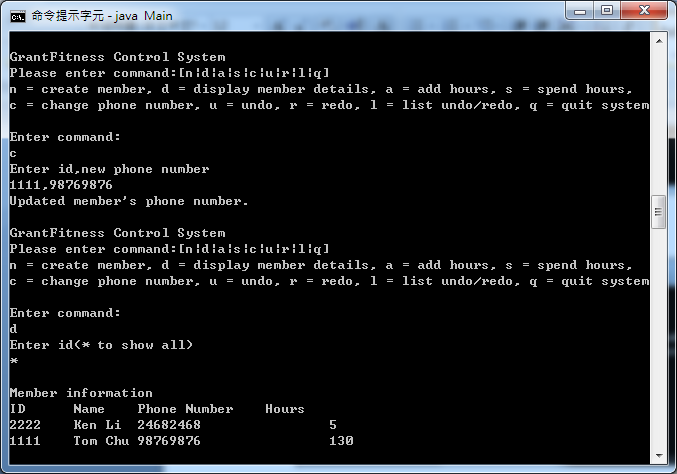 命令提示字元 - java Main
GrantFitness Control System
Please enter command:[n¦d¦a¦s¦c¦u¦r¦l¦q]
n = create member, d = display member details, a = add hours, s = spend hours,
c = change phone number, u = undo, r = redo, l = list undo/redo, q = quit system
Enter command:
c
Enter id,new phone number
1111,98769876
Updated member's phone number.
GrantFitness Control System
Please enter command:[n¦d¦a¦s¦c¦u¦r¦l¦q]
n = create member, d = display member details, a = add hours, s = spend hours,
c = change phone number, u = undo, r = redo, l = list undo/redo, q = quit system
Enter command:
d
Enter id(* to show all)
*
Member information
ID Name Phone Number Hours
2222 Ken Li 24682468 5
1111 Tom Chu 98769876 130